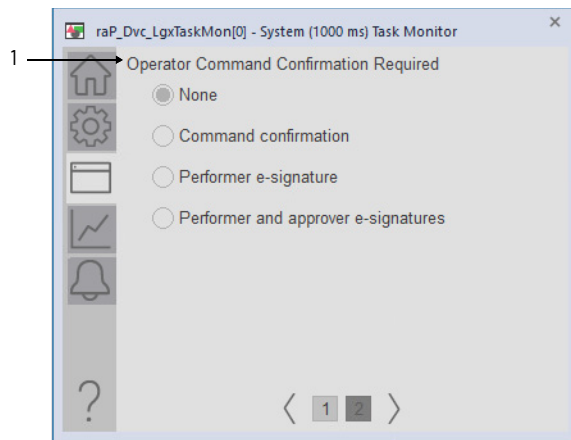 raP_Dvc_LgxTaskMon[0] - System (1000 ms) Task Monitor
×
1
Operator Command Confirmation Required
None
Command confirmation
Performer e-signature
Performer and approver e-signatures
?
1 2